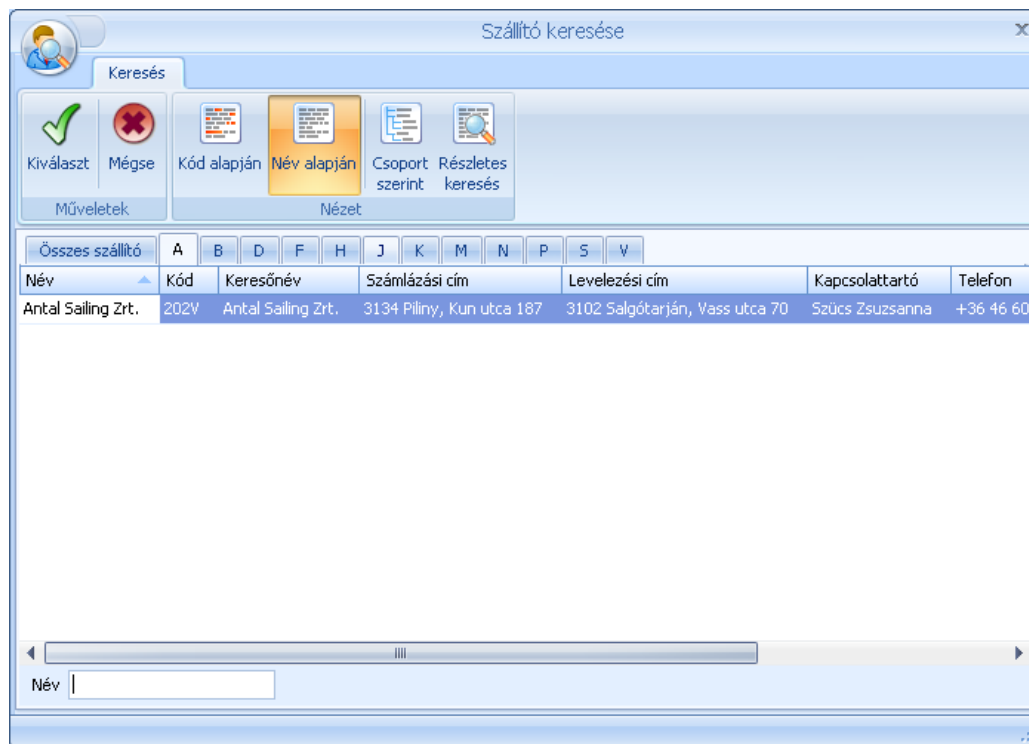 Szállító keresése
Keresés
Kiválaszt Mégse Kód alapján Név alapján Csoport szerint Részletes keresés
Műveletek Nézet
Összes szállító A B D F H J K M N P S V
Név Kód Keresőnév Számlázási cím Levelezési cím Kapcsolattartó Telefon
Antal Sailing Zrt. 202V Antal Sailing Zrt. 3134 Piliny, Kun utca 187 3102 Salgótarján, Vass utca 70 Szücs Zsuzsanna +36 46 60
Név